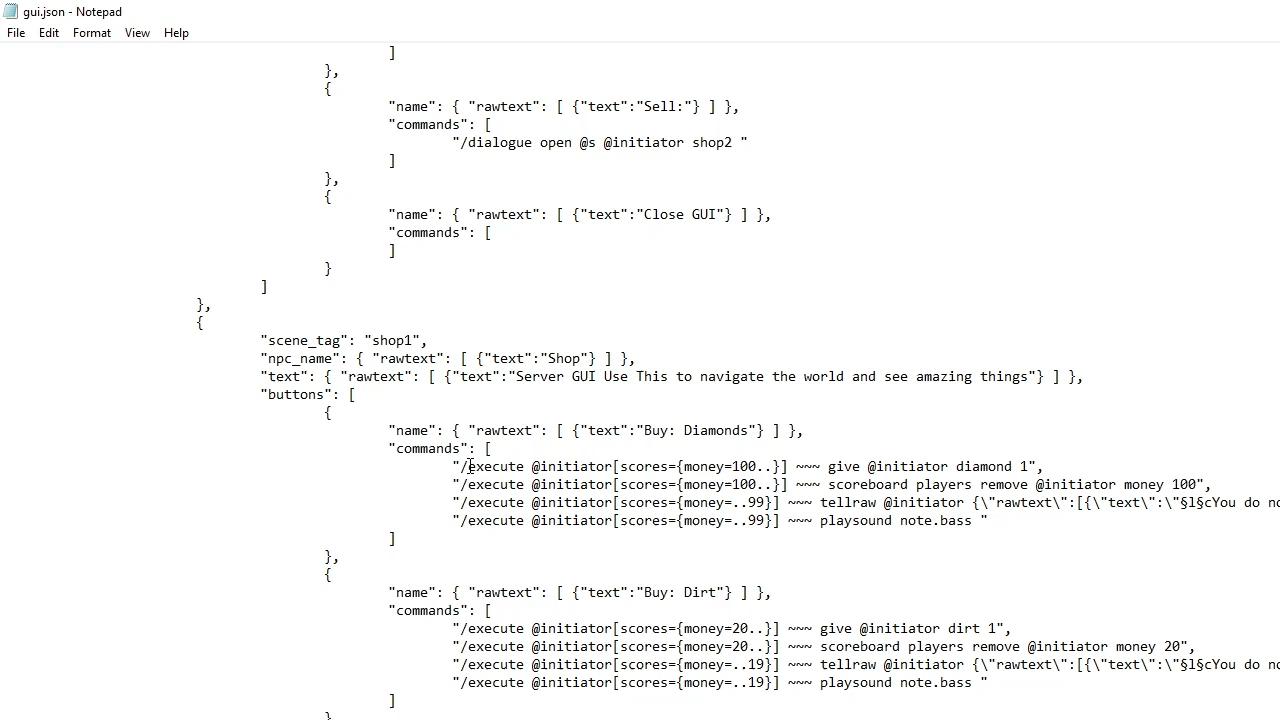 gui.json - Notepad
File Edit Format View Help
]
},
{
"name": { "rawtext": [ {"text":"Sell:"} ] },
"commands": [
"/dialogue open @s @initiator shop2 "
]
},
{
"name": { "rawtext": [ {"text":"Close GUI"} ] },
"commands": [
]
}
]
},
{
"scene_tag": "shop1",
"npc_name": { "rawtext": [ {"text":"Shop"} ] },
"text": { "rawtext": [ {"text":"Server GUI Use This to navigate the world and see amazing things"} ] },
"buttons": [
{
"name": { "rawtext": [ {"text":"Buy: Diamonds"} ] },
"commands": [
"/execute @initiator[scores={money=100..}] ~~~ give @initiator diamond 1",
"/execute @initiator[scores={money=100..}] ~~~ scoreboard players remove @initiator money 100",
"/execute @initiator[scores={money=..99}] ~~~ tellraw @initiator {\"rawtext\":[{\"text\":\"§l§cYou do no
"/execute @initiator[scores={money=..99}] ~~~ playsound note.bass "
]
},
{
"name": { "rawtext": [ {"text":"Buy: Dirt"} ] },
"commands": [
"/execute @initiator[scores={money=20..}] ~~~ give @initiator dirt 1",
"/execute @initiator[scores={money=20..}] ~~~ scoreboard players remove @initiator money 20",
"/execute @initiator[scores={money=..19}] ~~~ tellraw @initiator {\"rawtext\":[{\"text\":\"§l§cYou do no
"/execute @initiator[scores={money=..19}] ~~~ playsound note.bass "
]
}